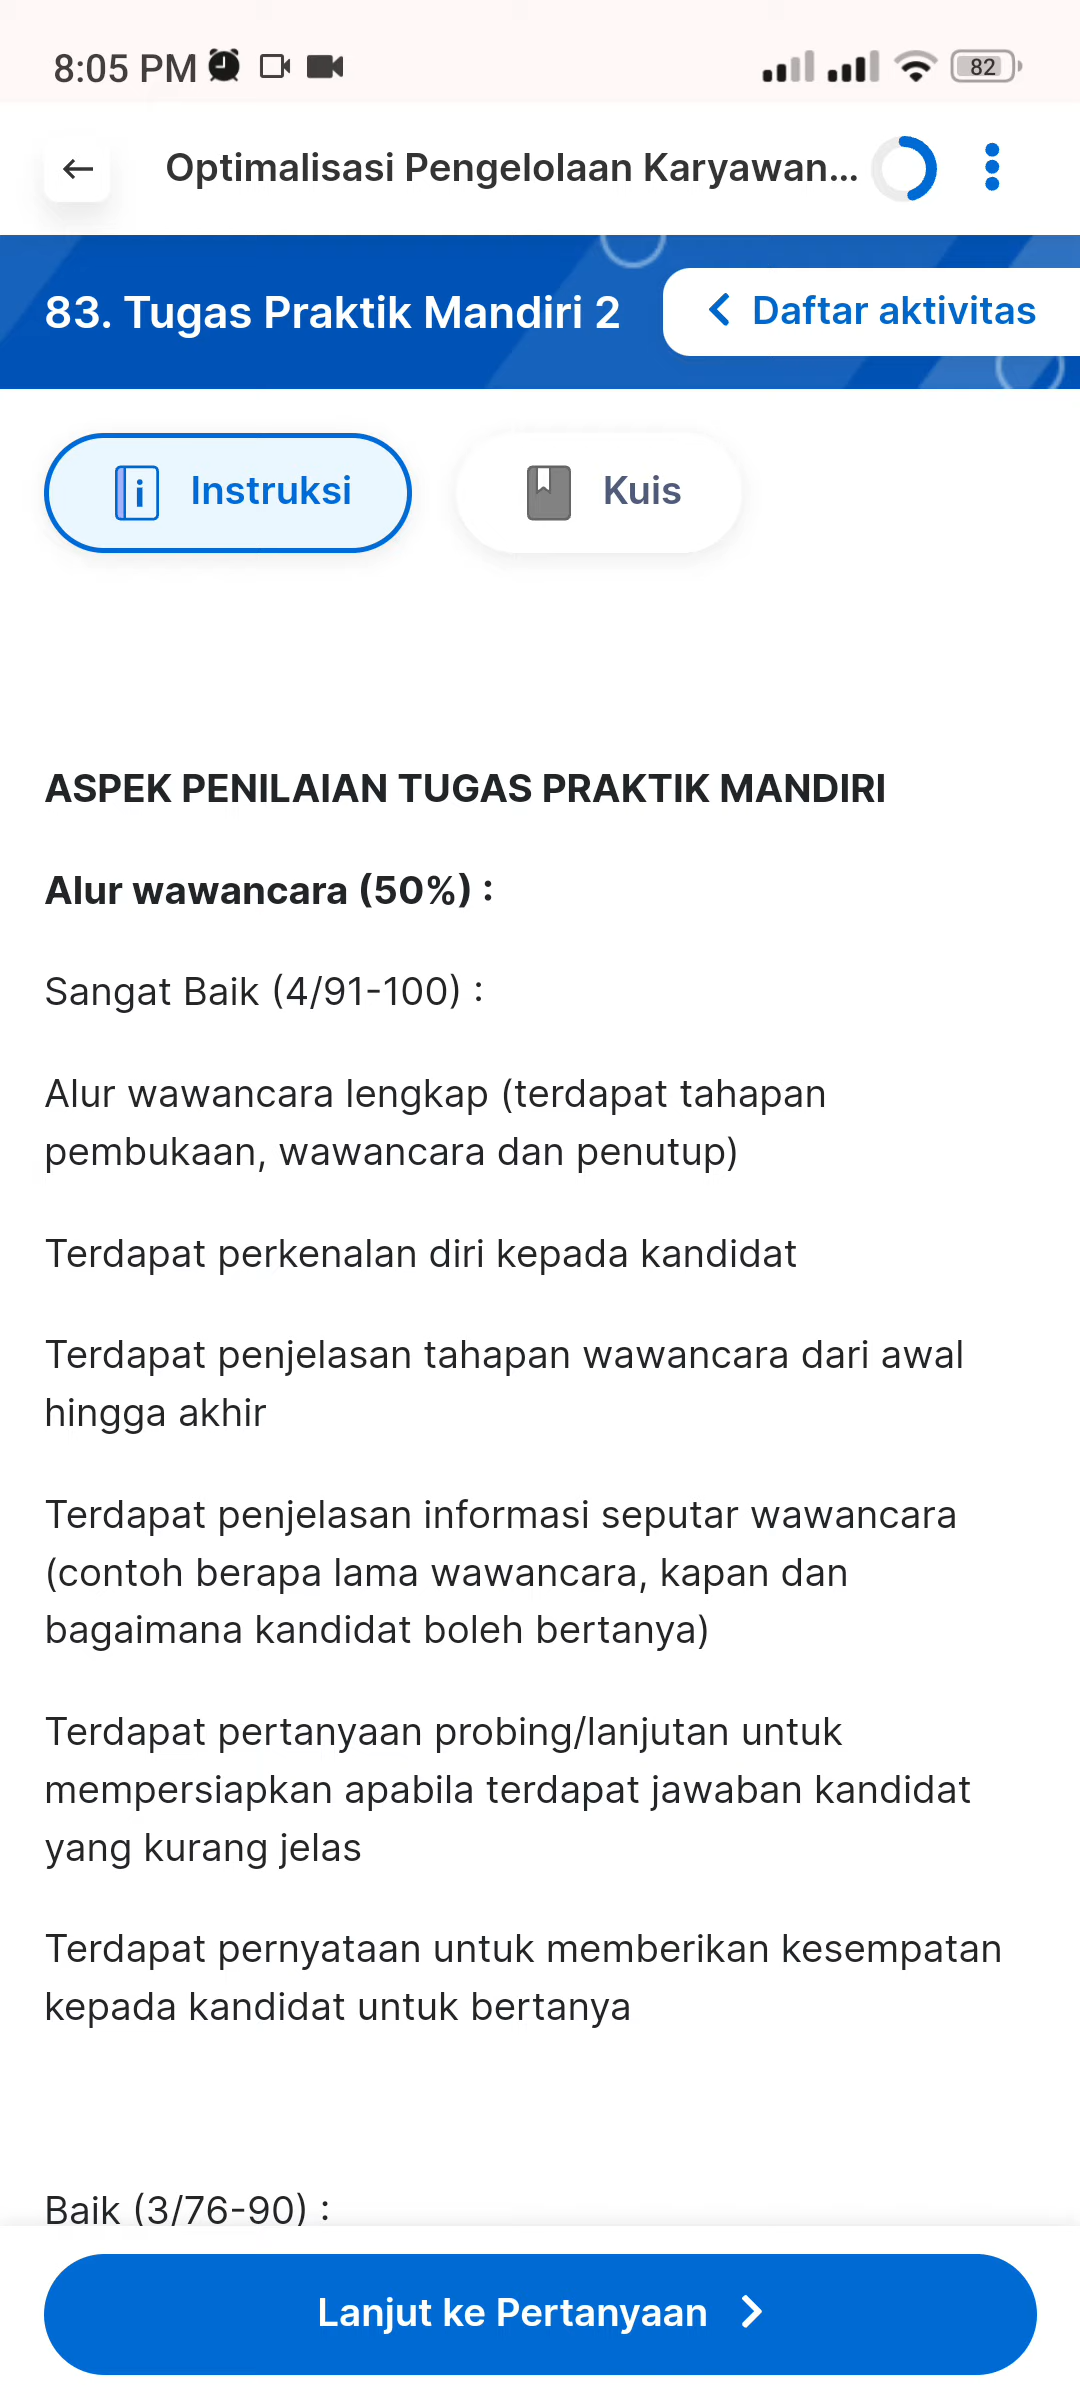 8:05 PM
82
Optimalisasi Pengelolaan Karyawan...
83. Tugas Praktik Mandiri 2
Daftar aktivitas
Instruksi
Kuis
ASPEK PENILAIAN TUGAS PRAKTIK MANDIRI
Alur wawancara (50%) :
Sangat Baik (4/91-100) :
Alur wawancara lengkap (terdapat tahapan
pembukaan, wawancara dan penutup)
Terdapat perkenalan diri kepada kandidat
Terdapat penjelasan tahapan wawancara dari awal
hingga akhir
Terdapat penjelasan informasi seputar wawancara
(contoh berapa lama wawancara, kapan dan
bagaimana kandidat boleh bertanya)
Terdapat pertanyaan probing/lanjutan untuk
mempersiapkan apabila terdapat jawaban kandidat
yang kurang jelas
Terdapat pernyataan untuk memberikan kesempatan
kepada kandidat untuk bertanya
Baik (3/76-90) :
Lanjut ke Pertanyaan